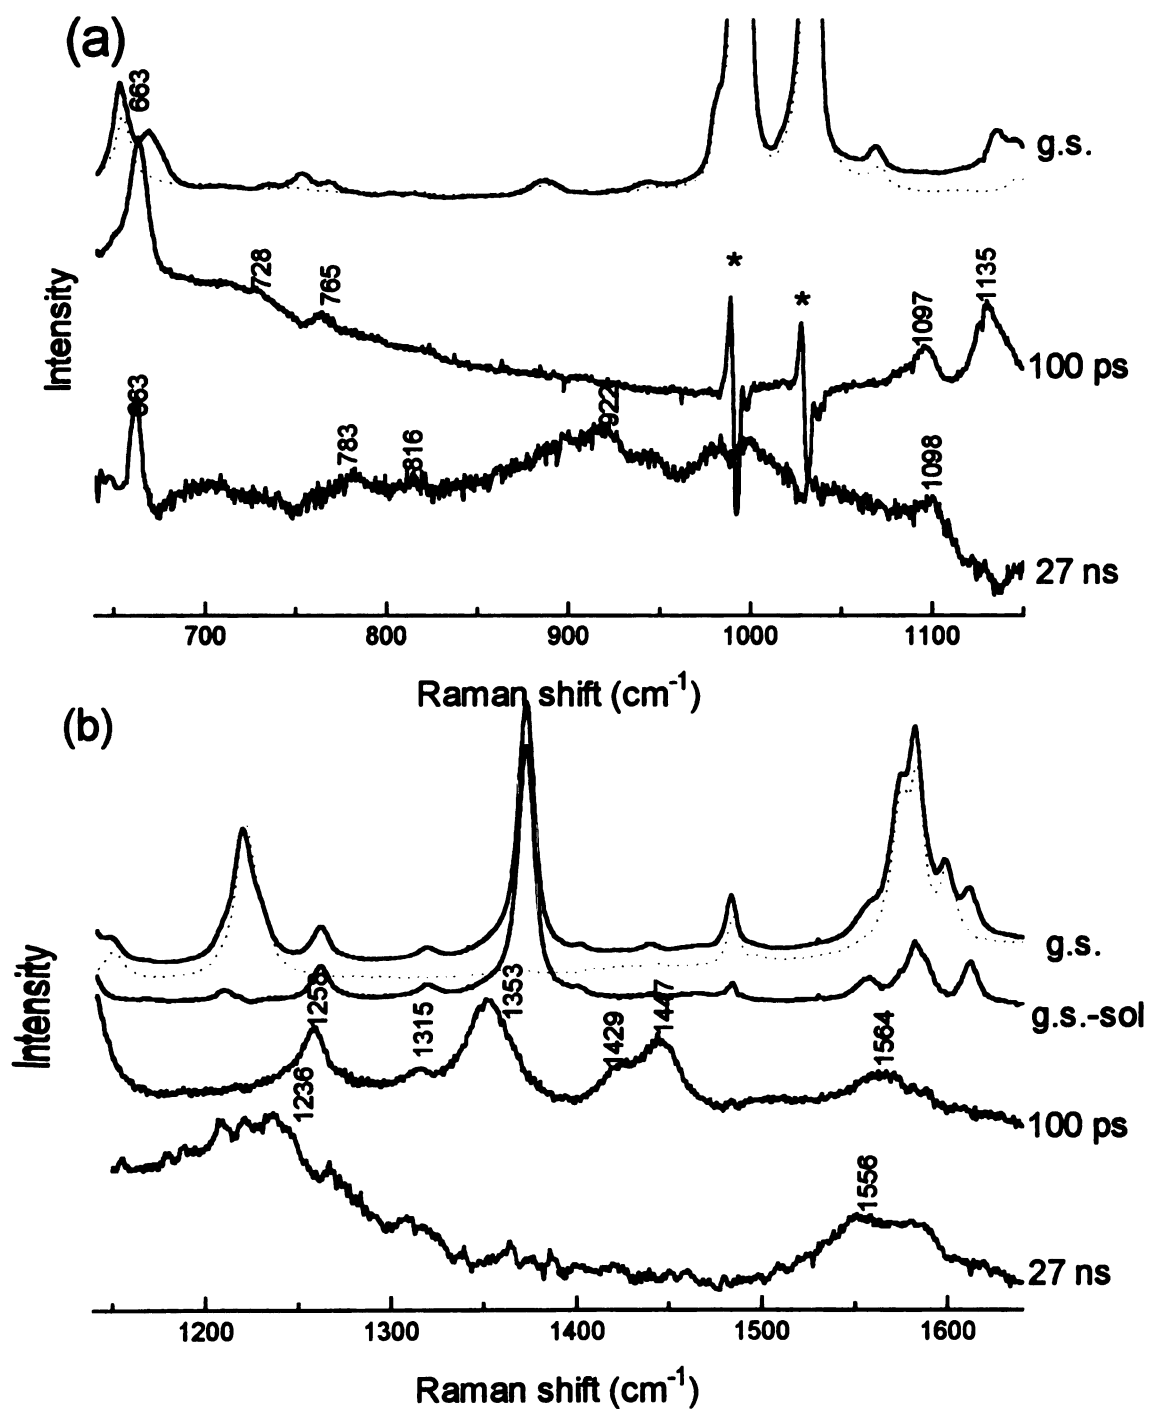 (a)
663
g.s.
728
765
*
*
1097
1135
100 ps
663
783
816
922
1098
27 ns
Intensity
700
800
900
1000
1100
Raman shift (cm-1)
(b)
g.s.
g.s.-sol
1258
1315
1353
1429
1447
1564
100 ps
1236
1556
27 ns
Intensity
1200
1300
1400
1500
1600
Raman shift (cm-1)